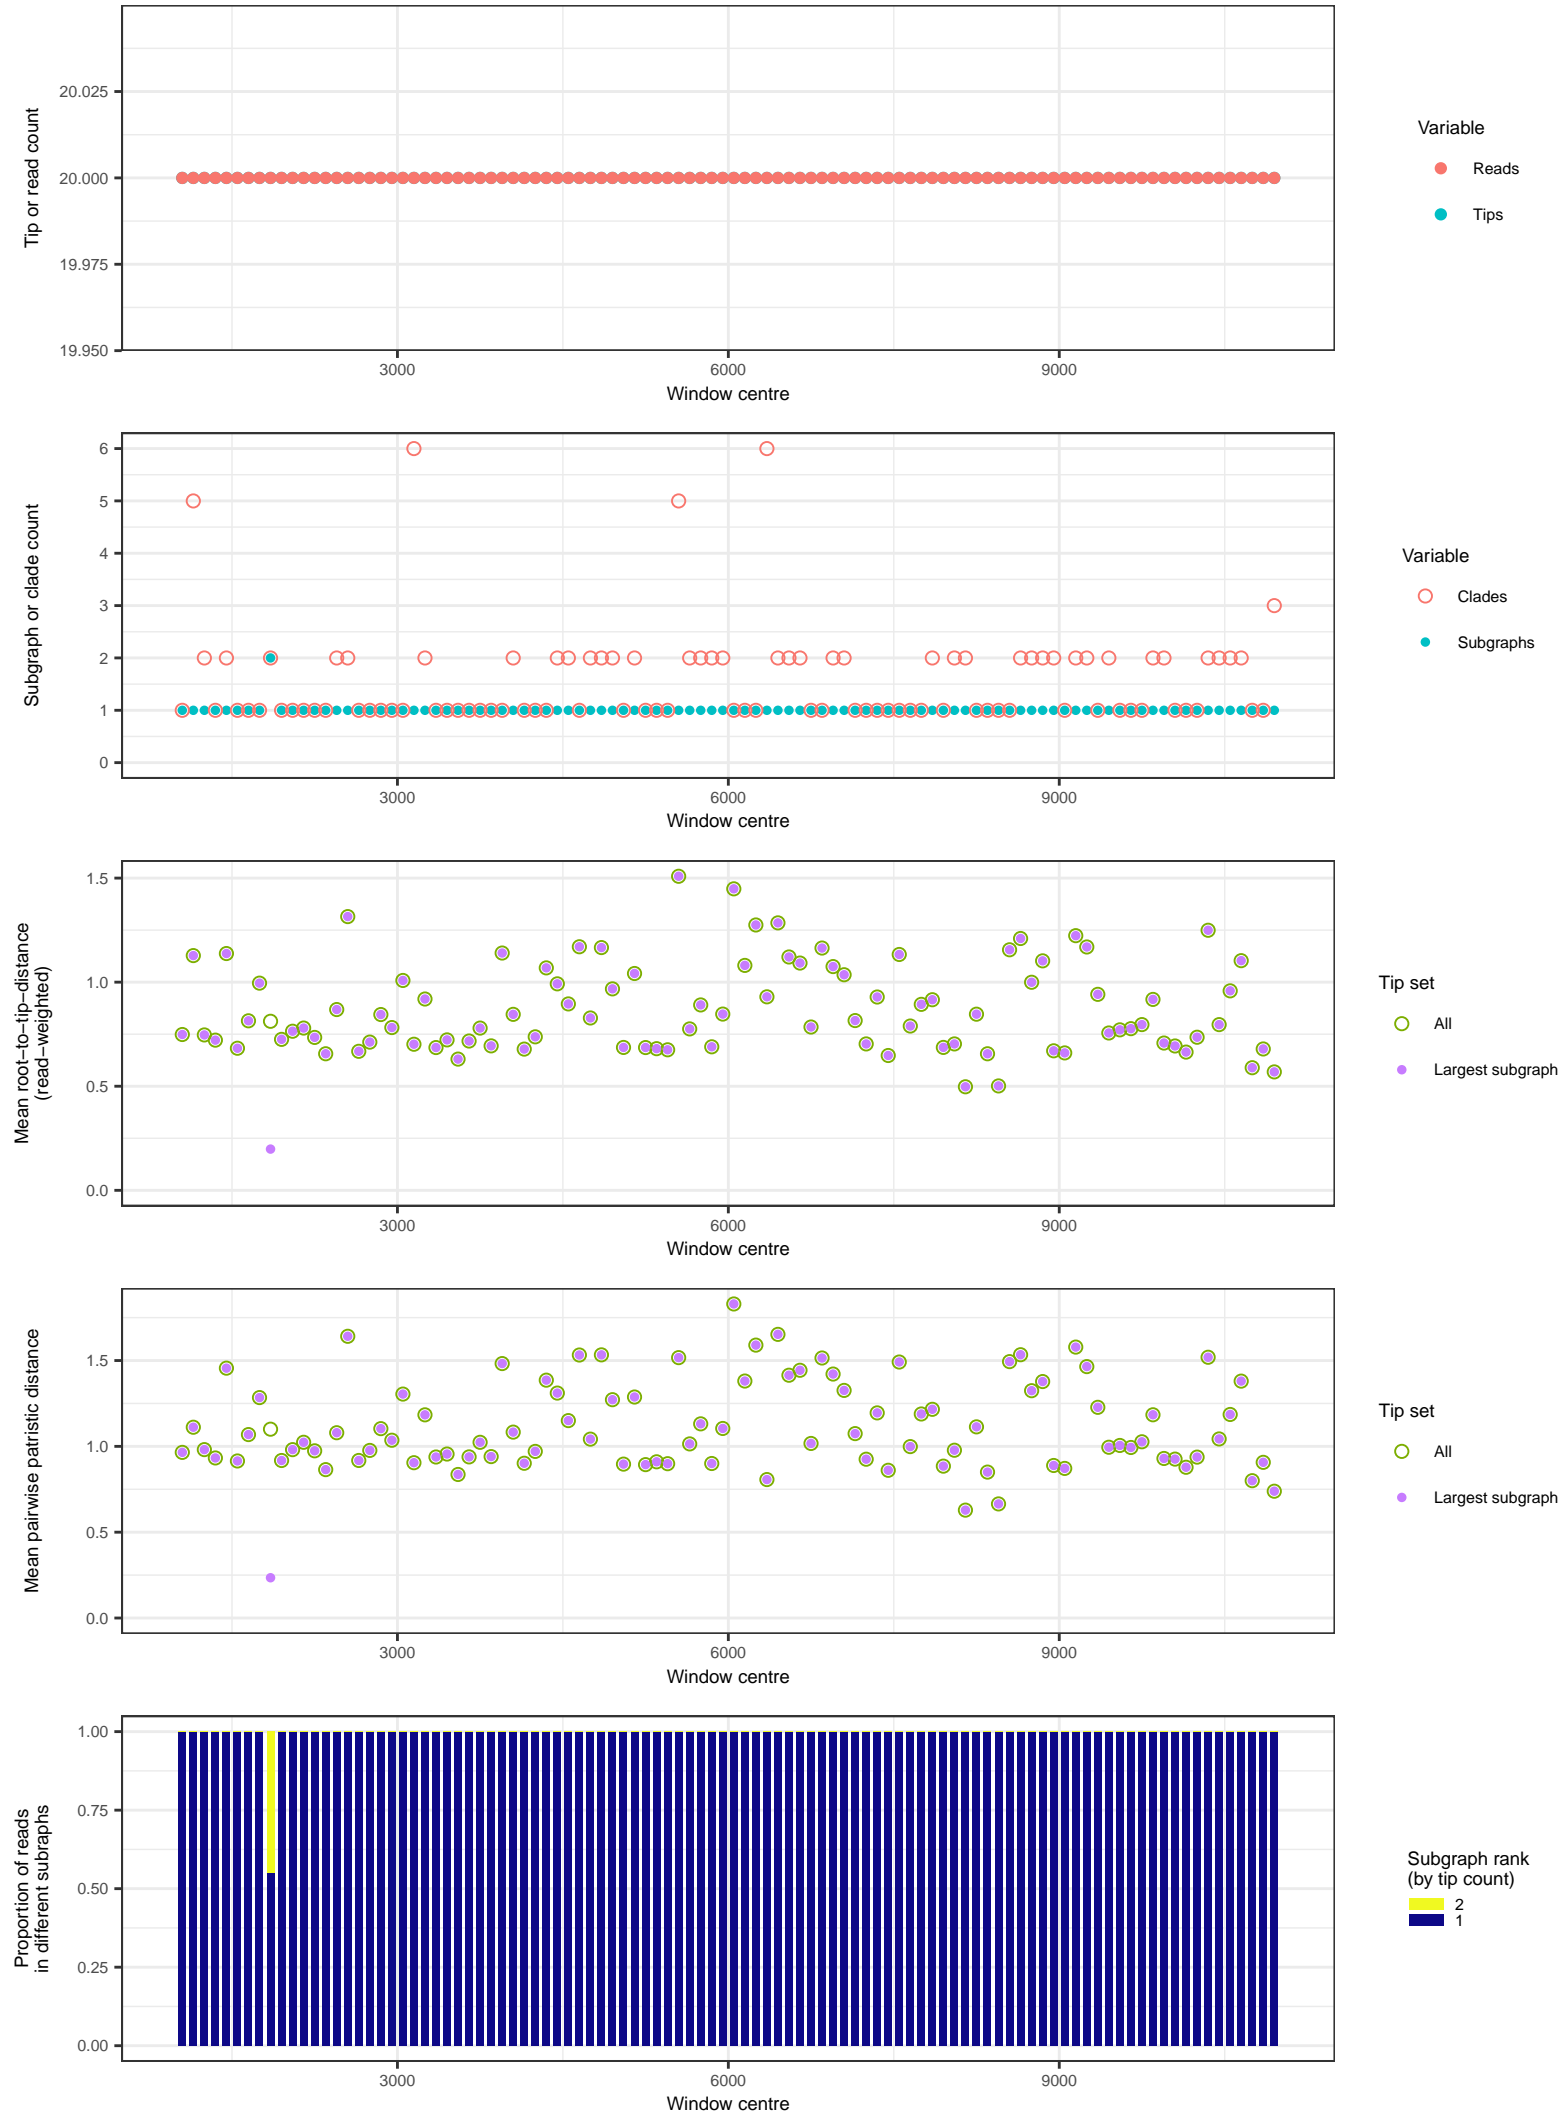 20.025
20.000
19.975
19.950
Tip or read count
3000
6000
9000
Window centre
Variable
Reads
Tips
6
5
4
3
2
1
0
Subgraph or clade count
3000
6000
9000
Window centre
Variable
Clades
Subgraphs
1.5
1.0
0.5
0.0
Mean root−to−tip−distance
(read−weighted)
3000
6000
9000
Window centre
Tip set
All
Largest subgraph
1.5
1.0
0.5
0.0
Mean pairwise patristic distance
3000
6000
9000
Window centre
Tip set
All
Largest subgraph
1.00
0.75
0.50
0.25
0.00
Proportion of reads
in different subraphs
3000
6000
9000
Window centre
Subgraph rank
(by tip count)
2
1